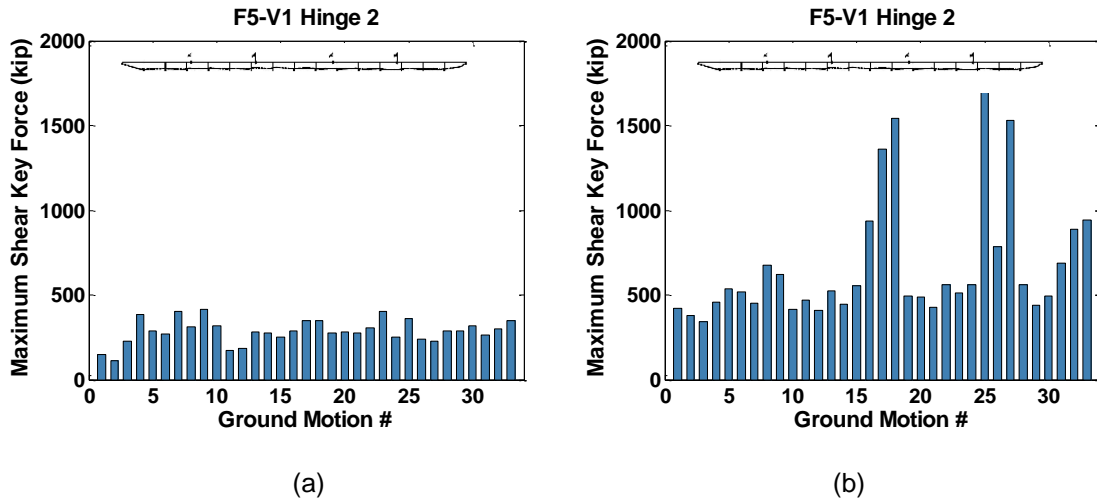 F5-V1 Hinge 2
Maximum Shear Key Force (kip)
2000
1500
1000
500
0
0 5 10 15 20 25 30
Ground Motion #
(a)
F5-V1 Hinge 2
Maximum Shear Key Force (kip)
2000
1500
1000
500
0
0 5 10 15 20 25 30
Ground Motion #
(b)